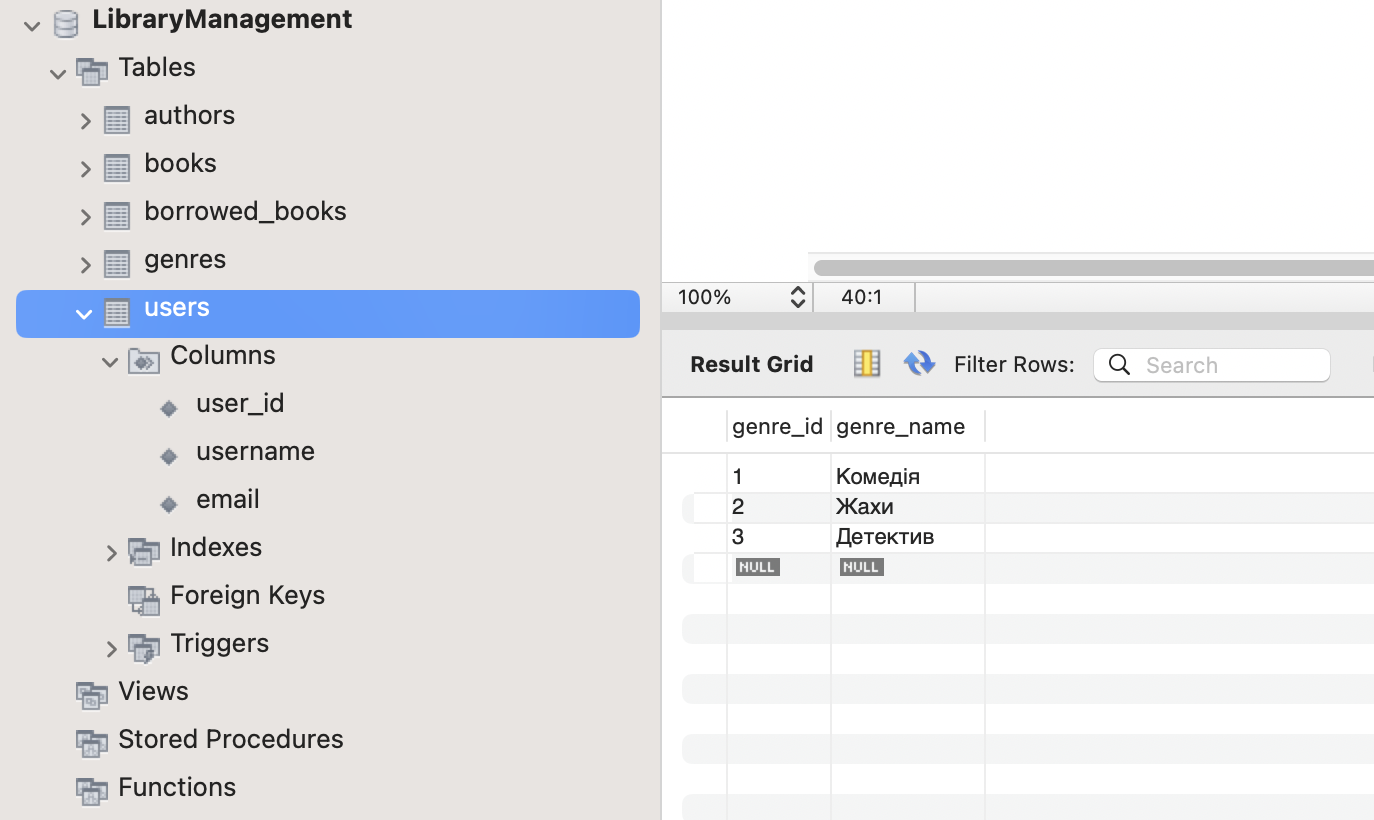 LibraryManagement
Tables
authors
books
borrowed_books
genres
users
Columns
user_id
username
email
Indexes
Foreign Keys
Triggers
Views
Stored Procedures
Functions
100% 40:1
Result Grid Filter Rows: Search
genre_id genre_name
1 Комедія
2 Жахи
3 Детектив
NULL NULL